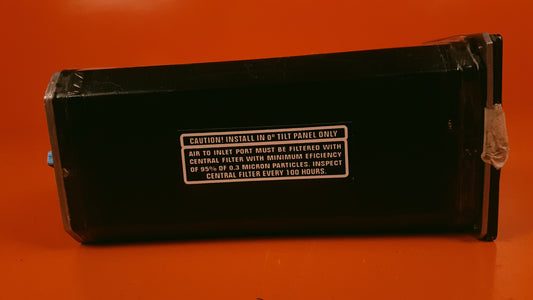 CAUTION! INSTALL IN 0° TILT PANEL ONLY
AIR TO INLET PORT MUST BE FILTERED WITH
CENTRAL FILTER WITH MINIMUM EFFICIENCY
OF 95% OF 0.3 MICRON PARTICLES. INSPECT
CENTRAL FILTER EVERY 100 HOURS.